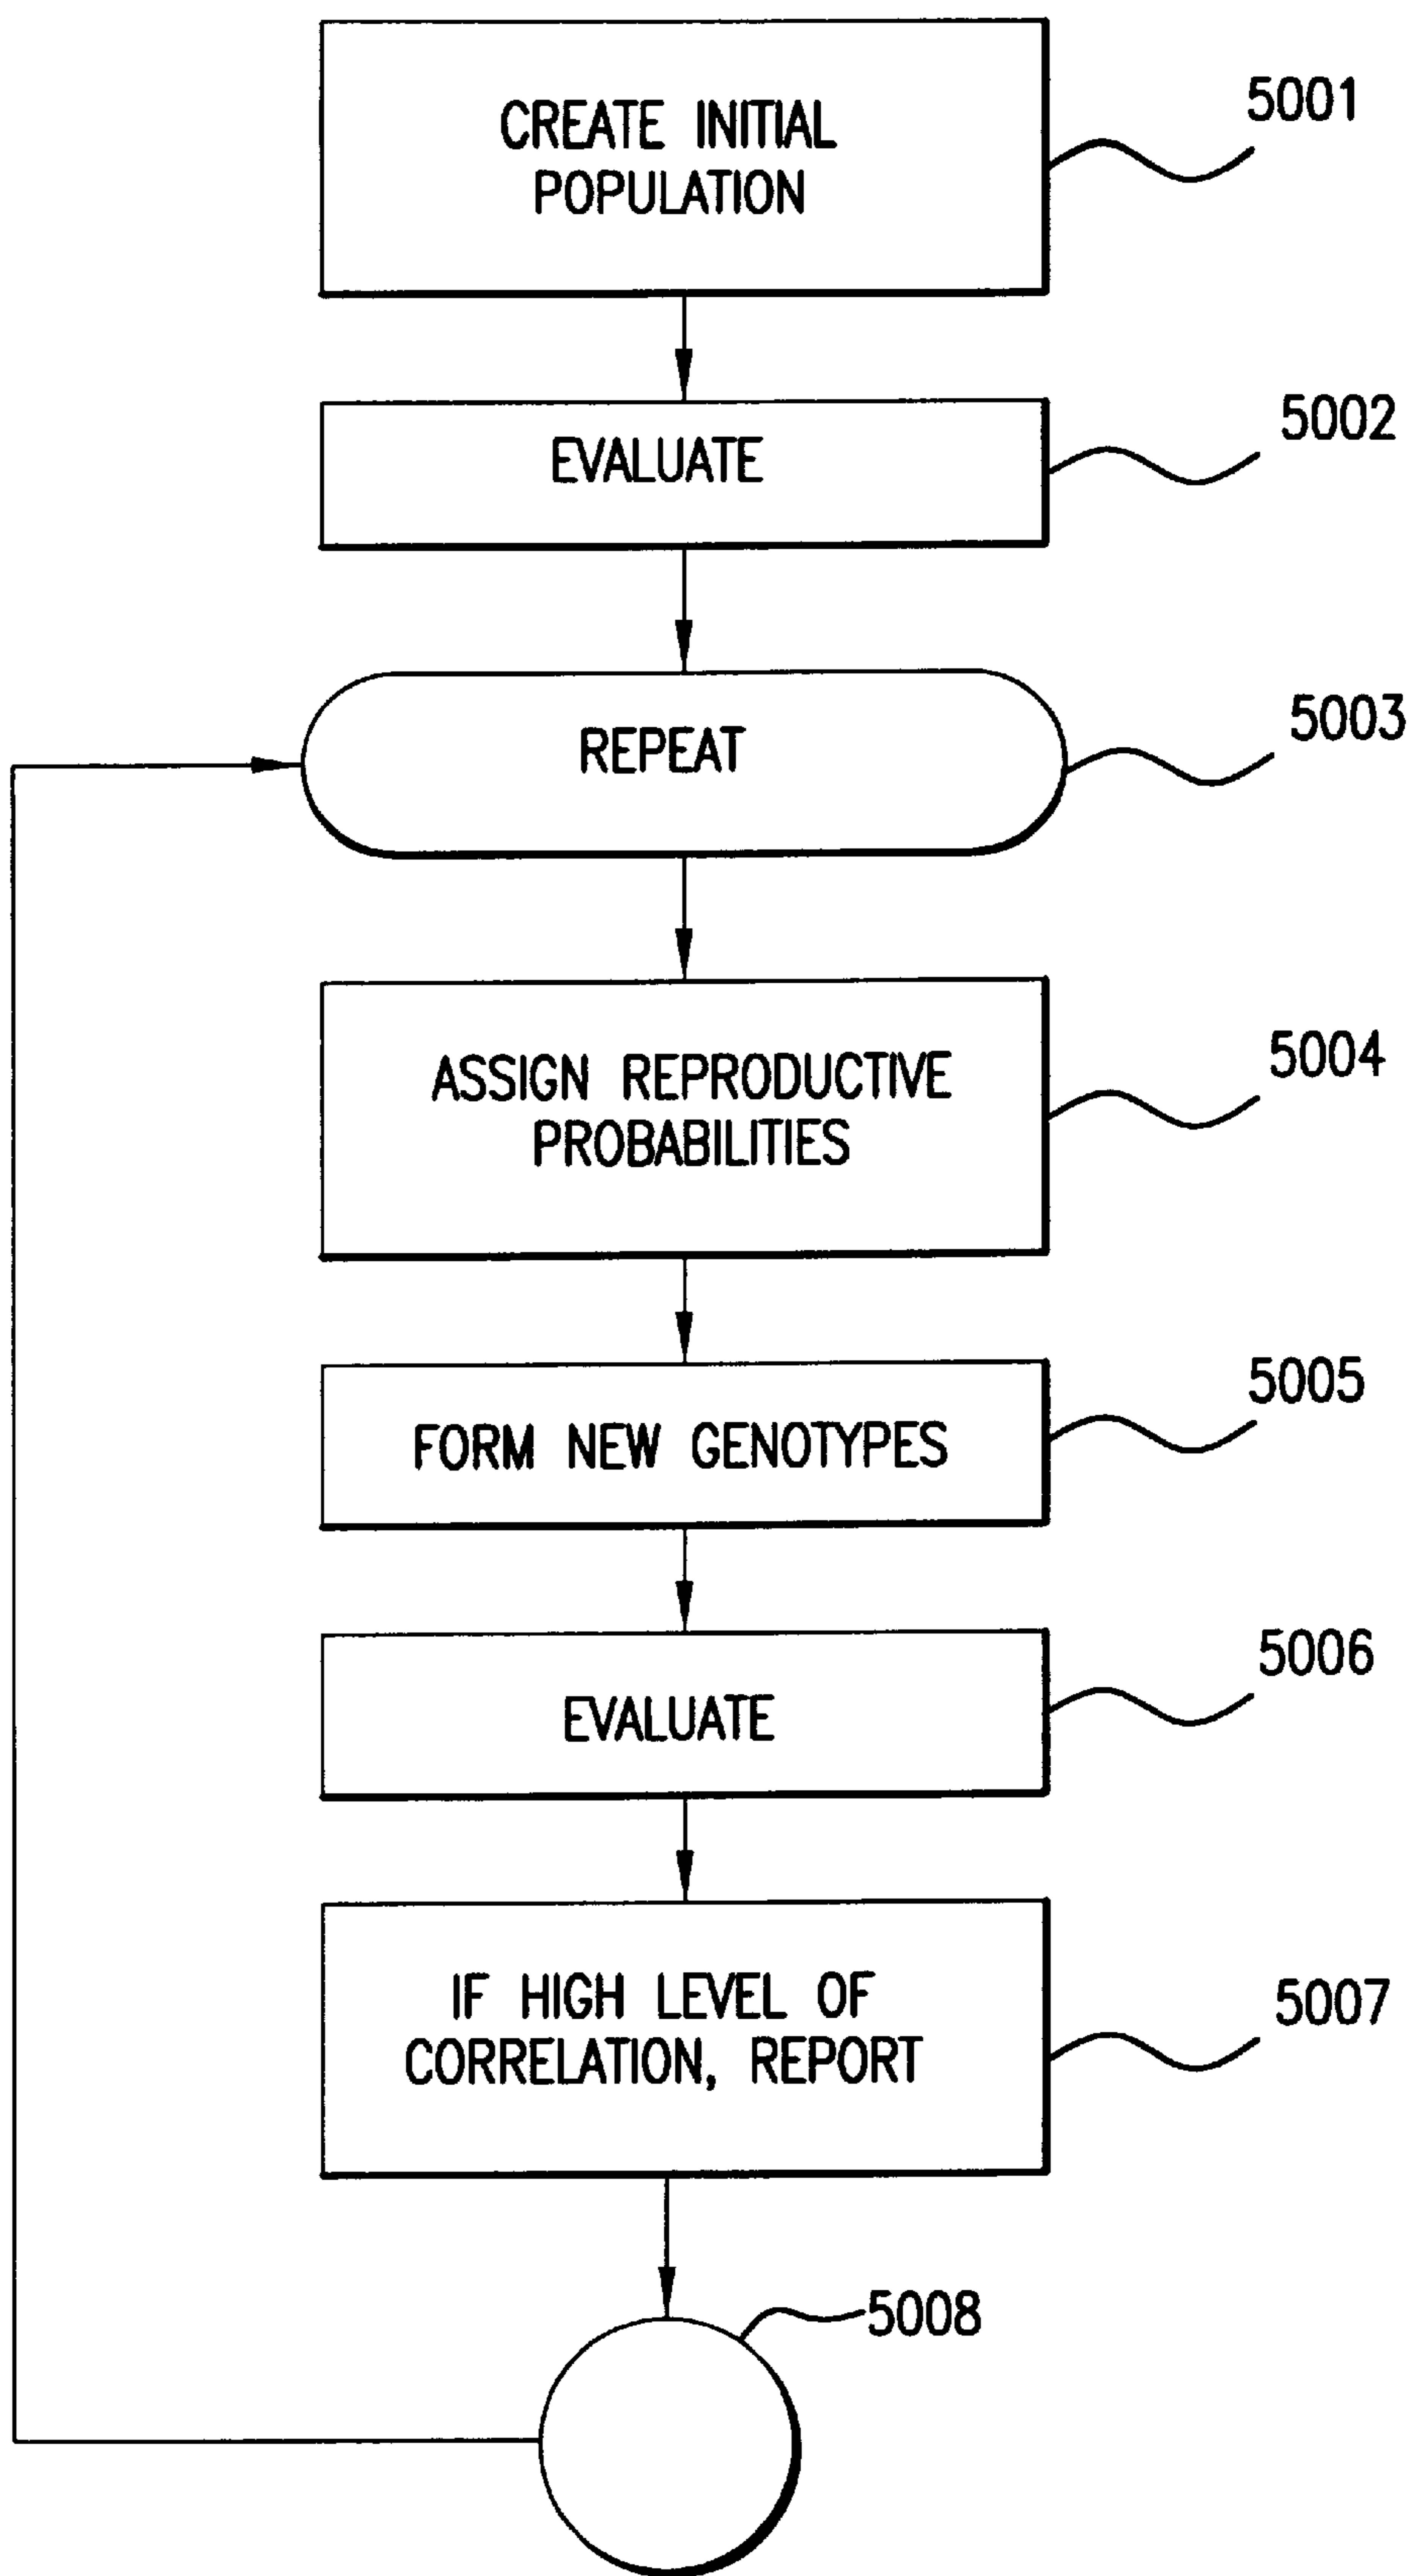 CREATE INITIAL
POPULATION
5001
EVALUATE
5002
REPEAT
5003
ASSIGN REPRODUCTIVE
PROBABILITIES
5004
FORM NEW GENOTYPES
5005
EVALUATE
5006
IF HIGH LEVEL OF
CORRELATION, REPORT
5007
5008